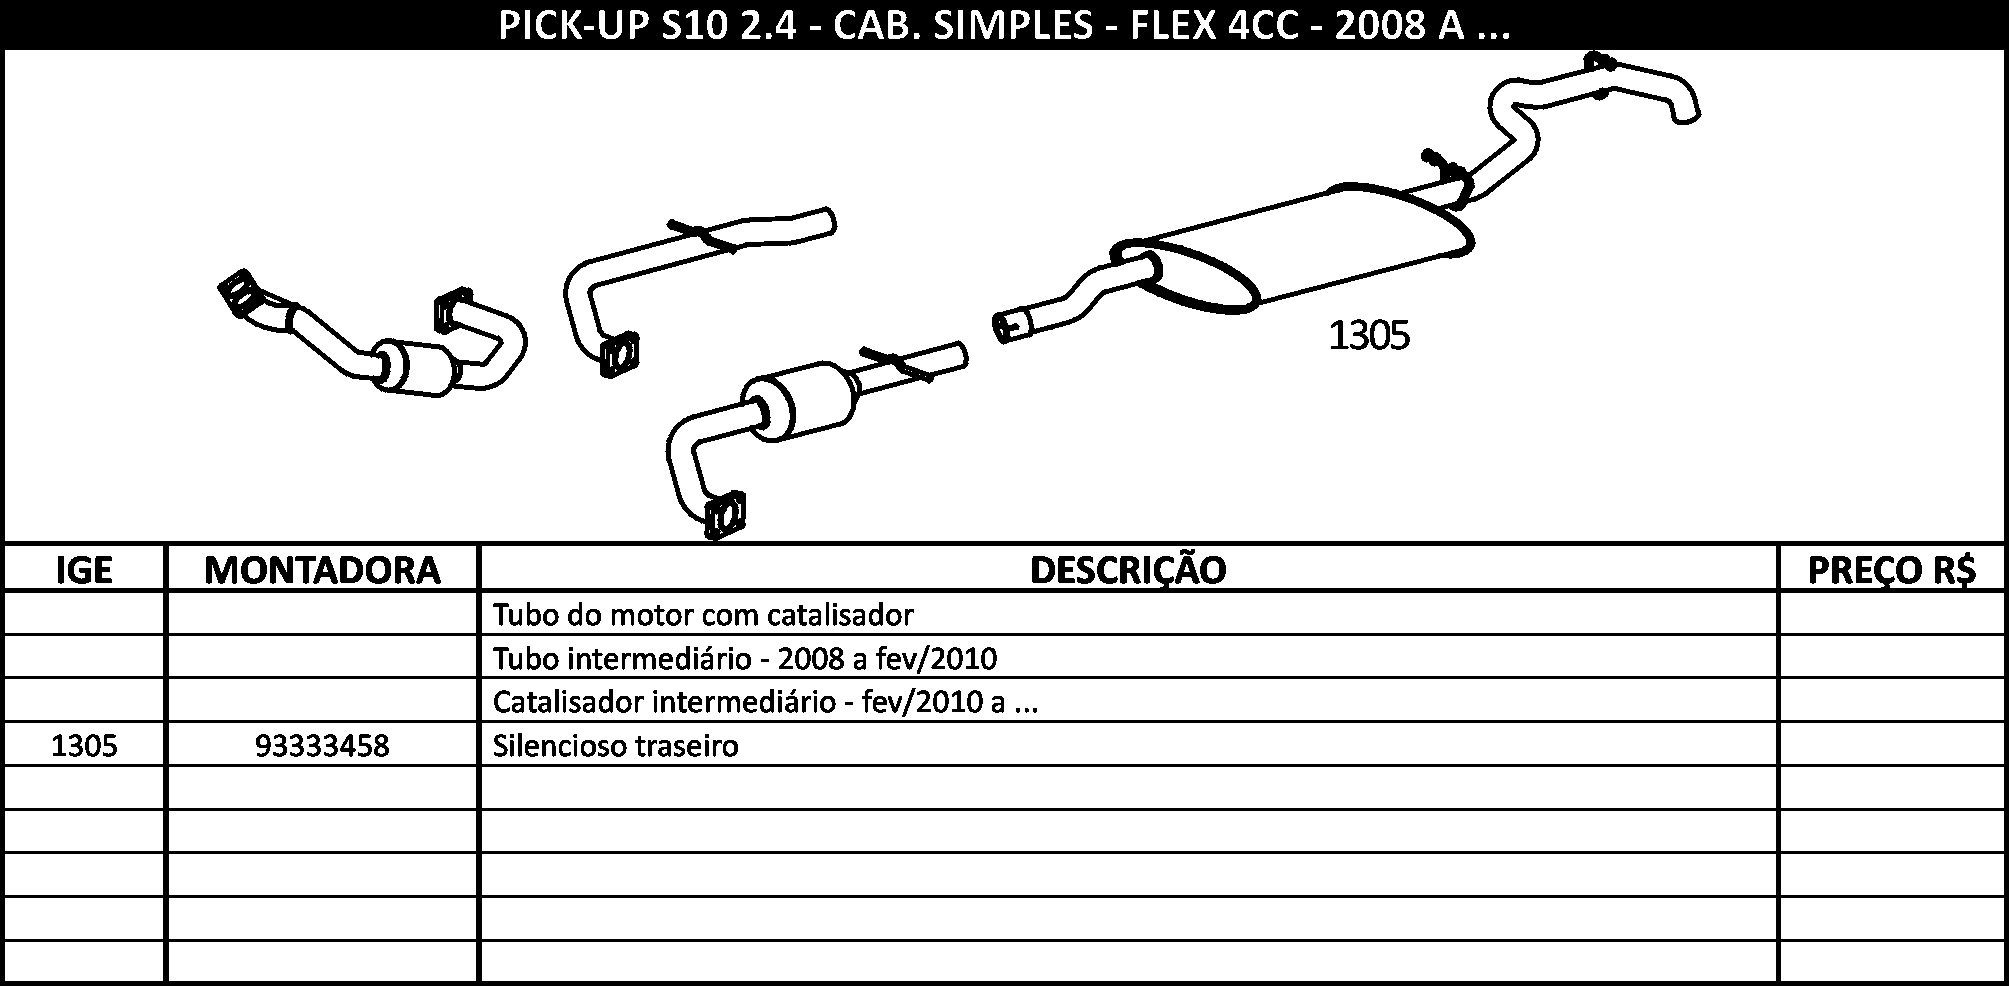 PICK-UP S10 2.4 - CAB. SIMPLES - FLEX 4CC - 2008 A ...
1305
IGE MONTADORA DESCRIÇÃO PREÇO R$
Tubo do motor com catalisador
Tubo intermediário - 2008 a fev/2010
Catalisador intermediário - fev/2010 a ...
1305 93333458 Silencioso traseiro